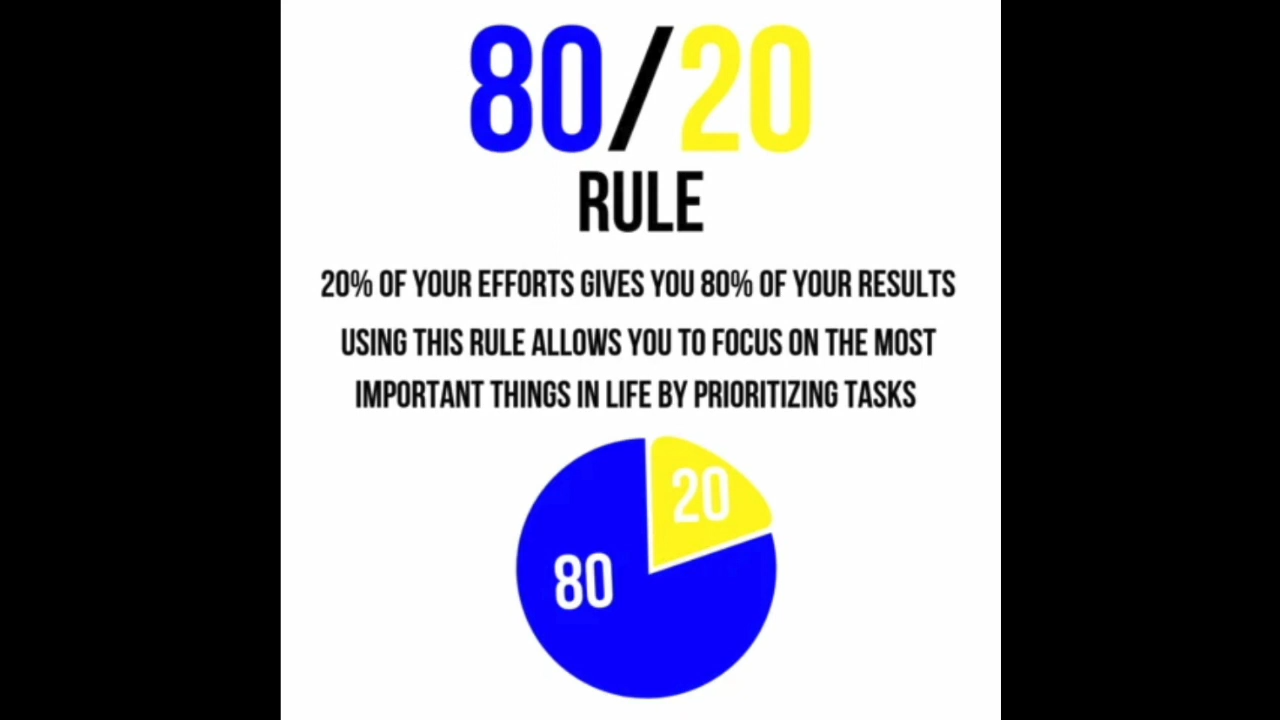 80/20
RULE
20% OF YOUR EFFORTS GIVES YOU 80% OF YOUR RESULTS
USING THIS RULE ALLOWS YOU TO FOCUS ON THE MOST
IMPORTANT THINGS IN LIFE BY PRIORITIZING TASKS
20
80